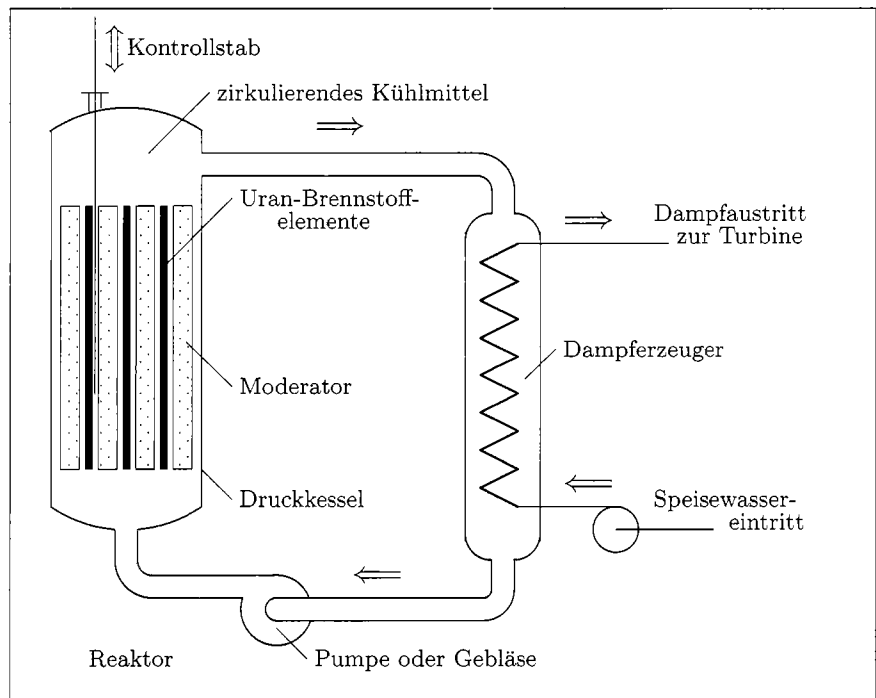 Kontrollstab
zirkulierendes Kühlmittel
Uran-Brennstoff-
elemente
Dampfaustritt
zur Turbine
Dampferzeuger
Moderator
Druckkessel
Speisewasser-
eintritt
Reaktor
Pumpe oder Gebläse